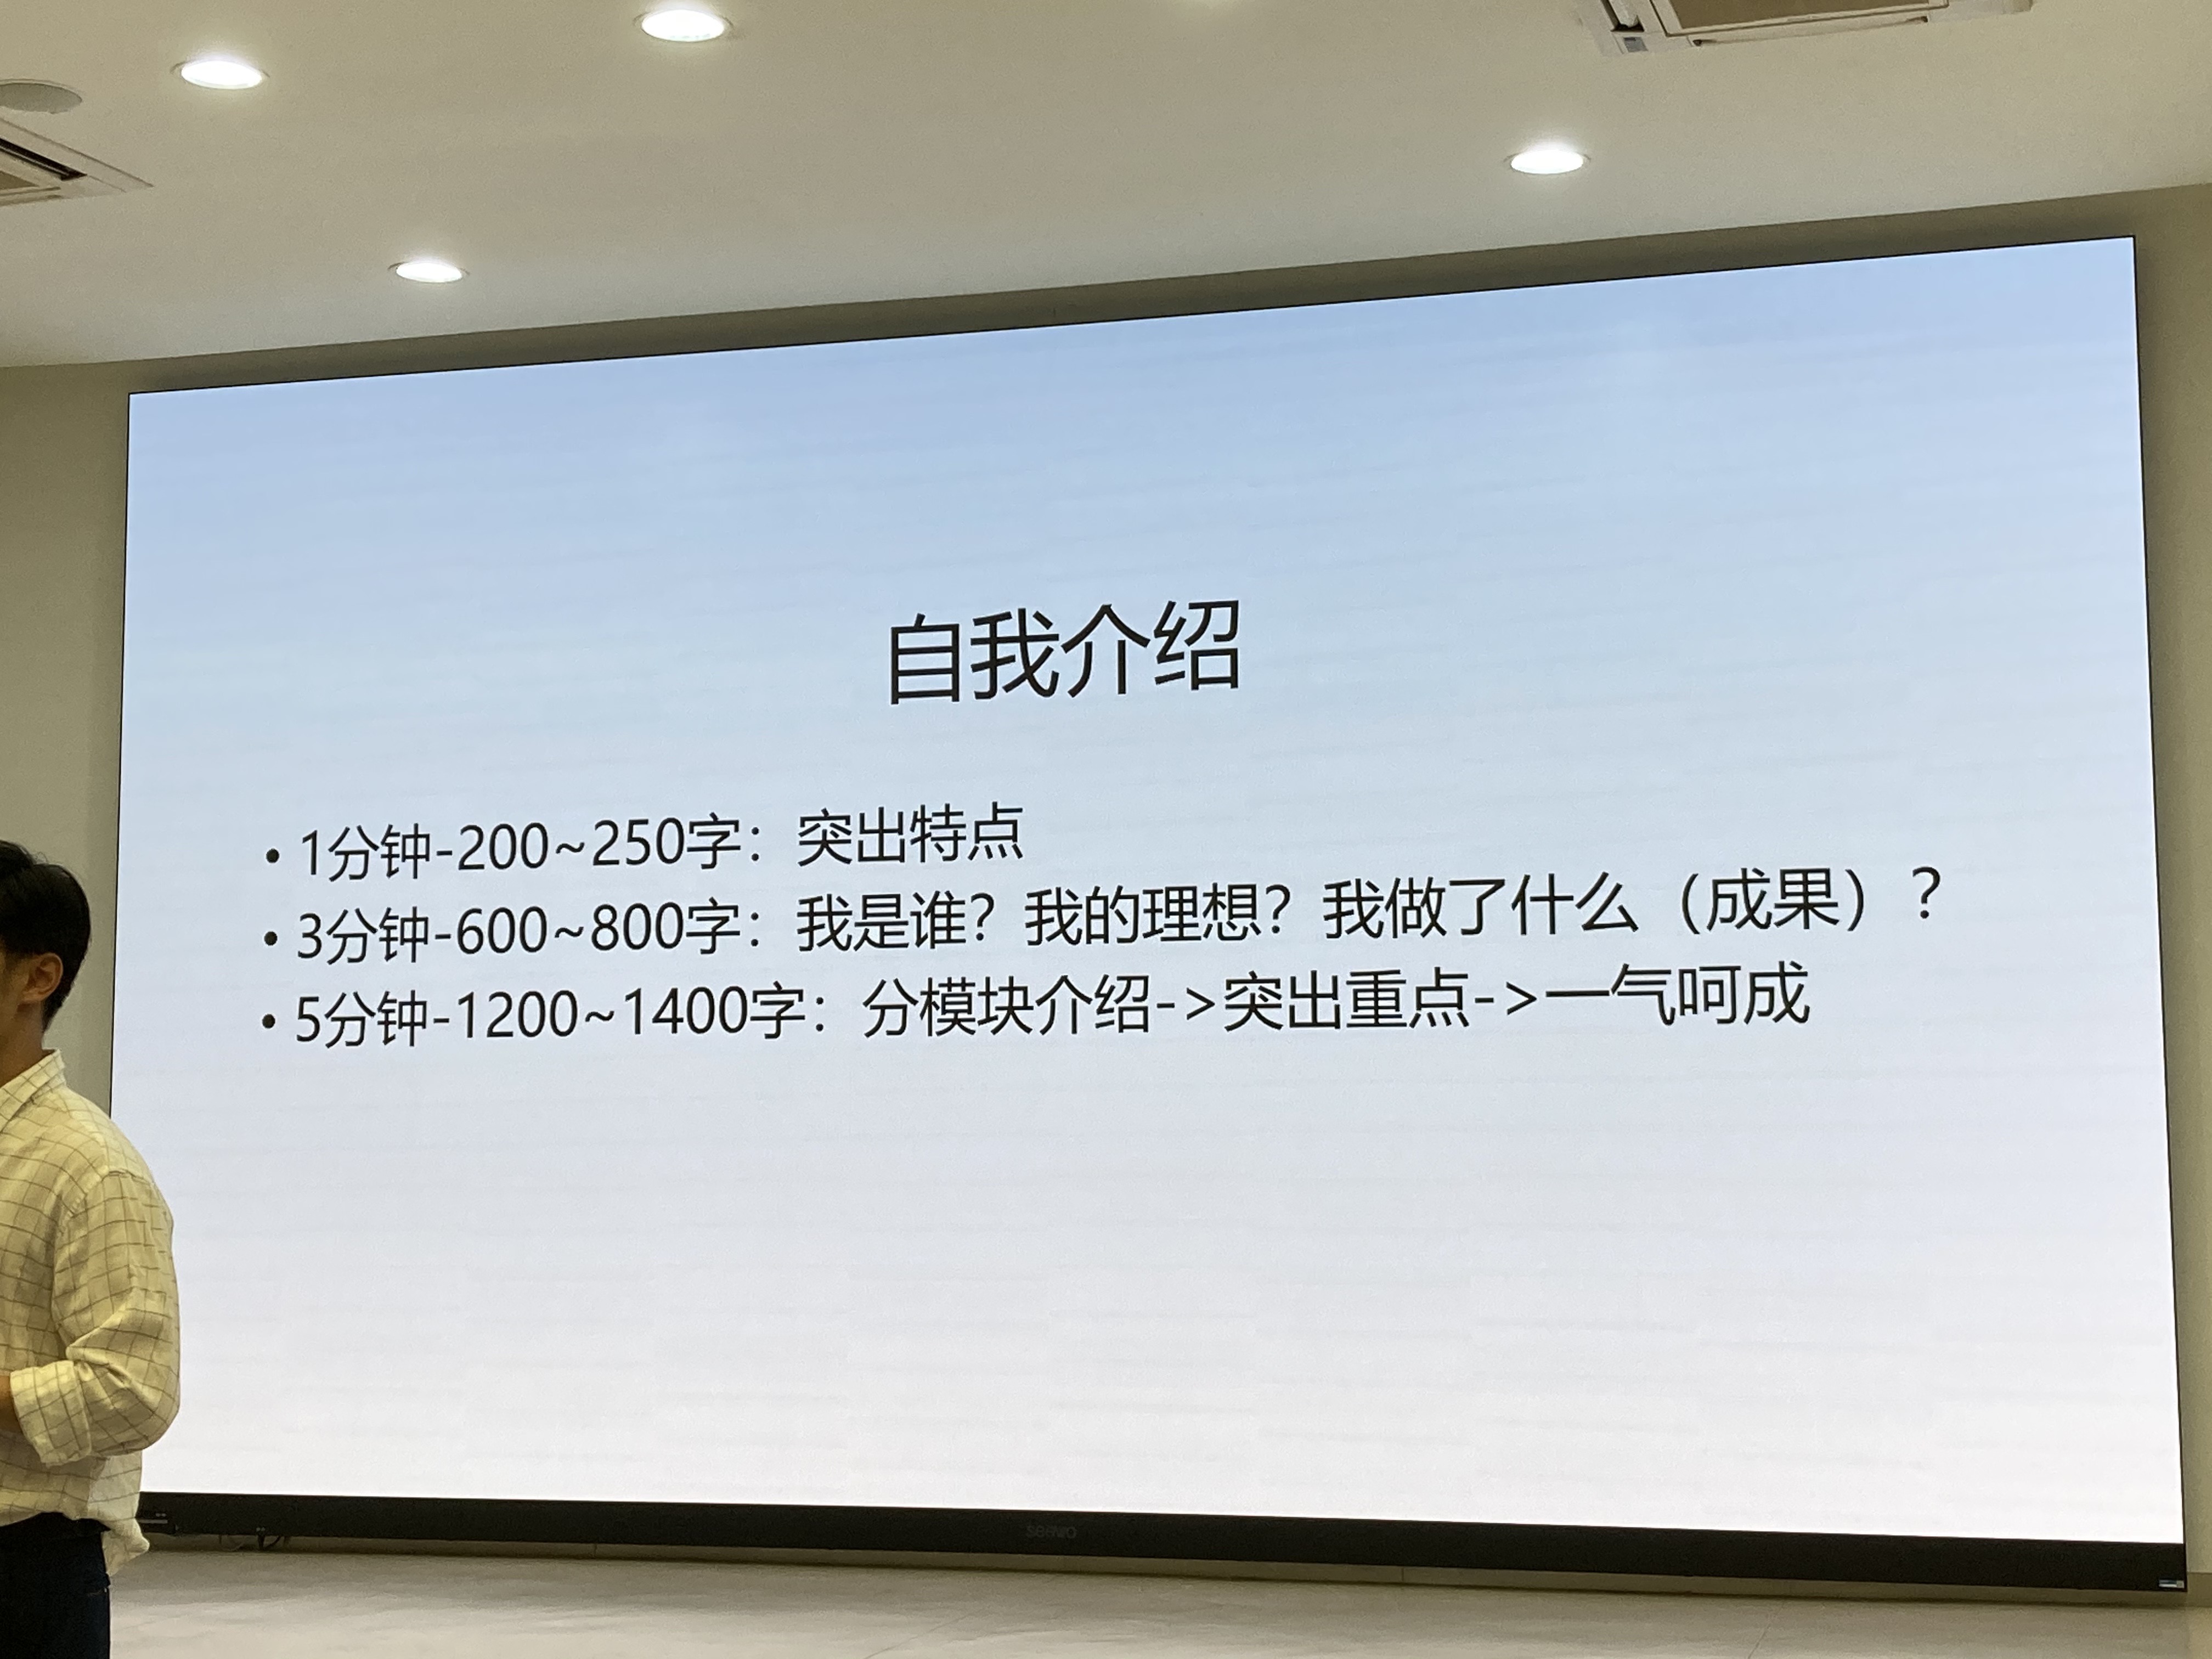 自我介绍
• 1分钟-200~250字：突出特点
• 3分钟-600~800字：我是谁？我的理想？我做了什么（成果）？
• 5分钟-1200~1400字：分模块介绍->突出重点->一气呵成
seewo